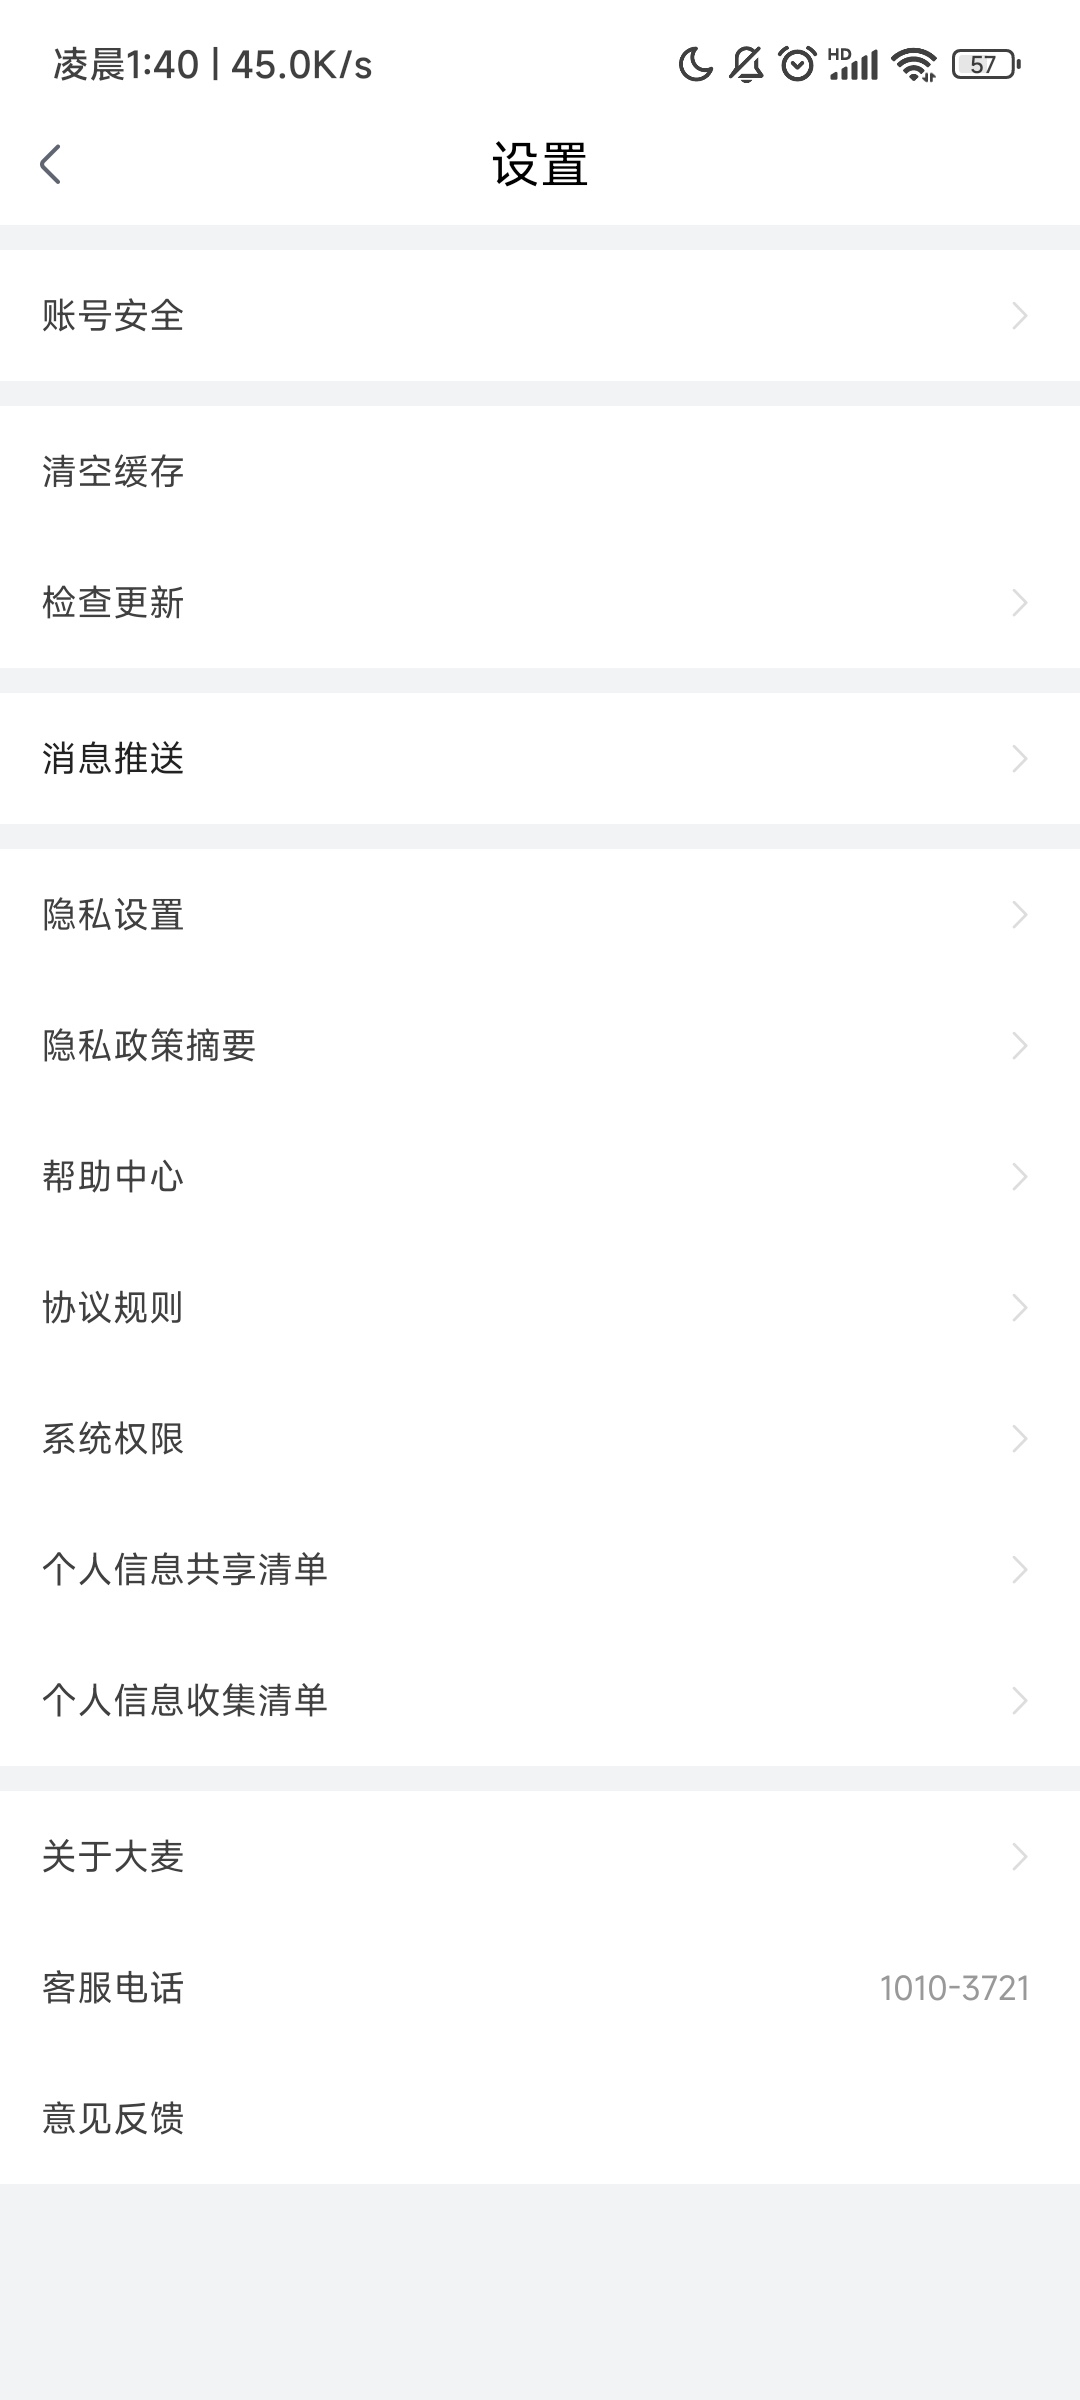 凌晨1:40 | 45.0K/s
HD
57
设置
账号安全
清空缓存
检查更新
消息推送
隐私设置
隐私政策摘要
帮助中心
协议规则
系统权限
个人信息共享清单
个人信息收集清单
关于大麦
客服电话 1010-3721
意见反馈